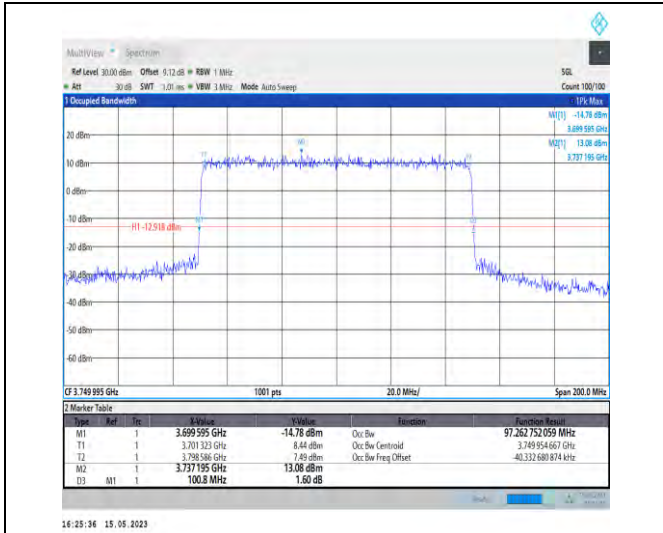 MultiView Spectrum
Ref Level 30.00 dBm Offset 9.12 dB RBW 1 MHz SGL
Att 30 dB SWT 1.01 ms VBW 3 MHz Mode Auto Sweep Count 100/100
1 Occupied Bandwidth 1Pk Max
M1[1] -14.78 dBm
3.699 595 GHz
M2[1] 13.08 dBm
3.737 195 GHz
20 dBm
M2
T1
10 dBm
0 dBm
-10 dBm
H1 -12.918 dBm
M1
-20 dBm
-30 dBm
-40 dBm
-50 dBm
-60 dBm
CF 3.749 995 GHz 1001 pts 20.0 MHz/ Span 200.0 MHz
2 Marker Table
Type Ref Trc X-Value Y-Value Function Function Result
M1 1 3.699 595 GHz -14.78 dBm Occ Bw 97.262 752 059 MHz
T1 1 3.701 323 GHz 8.44 dBm Occ Bw Centroid 3.749 954 667 GHz
T2 1 3.798 586 GHz 7.49 dBm Occ Bw Freq Offset -40.332 680 874 kHz
M2 1 3.737 195 GHz 13.08 dBm
D3 M1 1 100.8 MHz 1.60 dB
16:25:36 15.05.2023